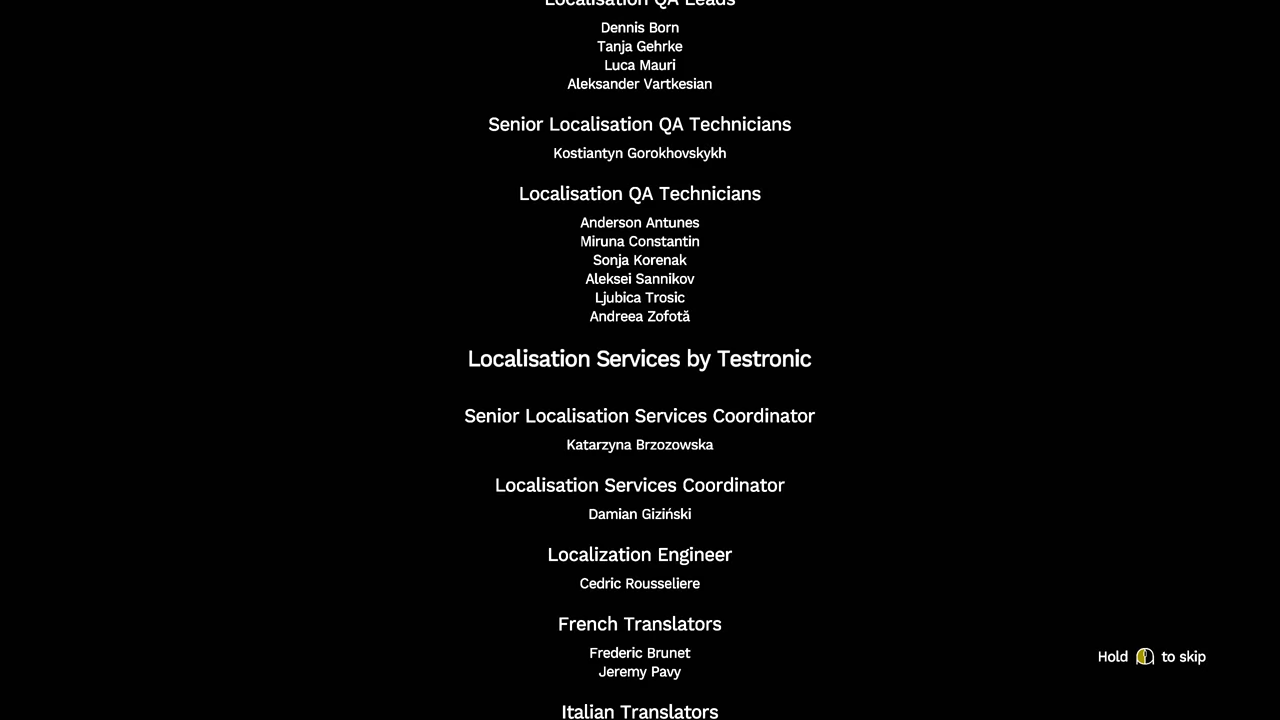 Localisation QA Leads
Dennis Born
Tanja Gehrke
Luca Mauri
Aleksander Vartkesian
Senior Localisation QA Technicians
Kostiantyn Gorokhovskykh
Localisation QA Technicians
Anderson Antunes
Miruna Constantin
Sonja Korenak
Aleksei Sannikov
Ljubica Trosic
Andreea Zofotă
Localisation Services by Testronic
Senior Localisation Services Coordinator
Katarzyna Brzozowska
Localisation Services Coordinator
Damian Giziński
Localization Engineer
Cedric Rousseliere
French Translators
Frederic Brunet
Jeremy Pavy
Hold to skip
Italian Translators